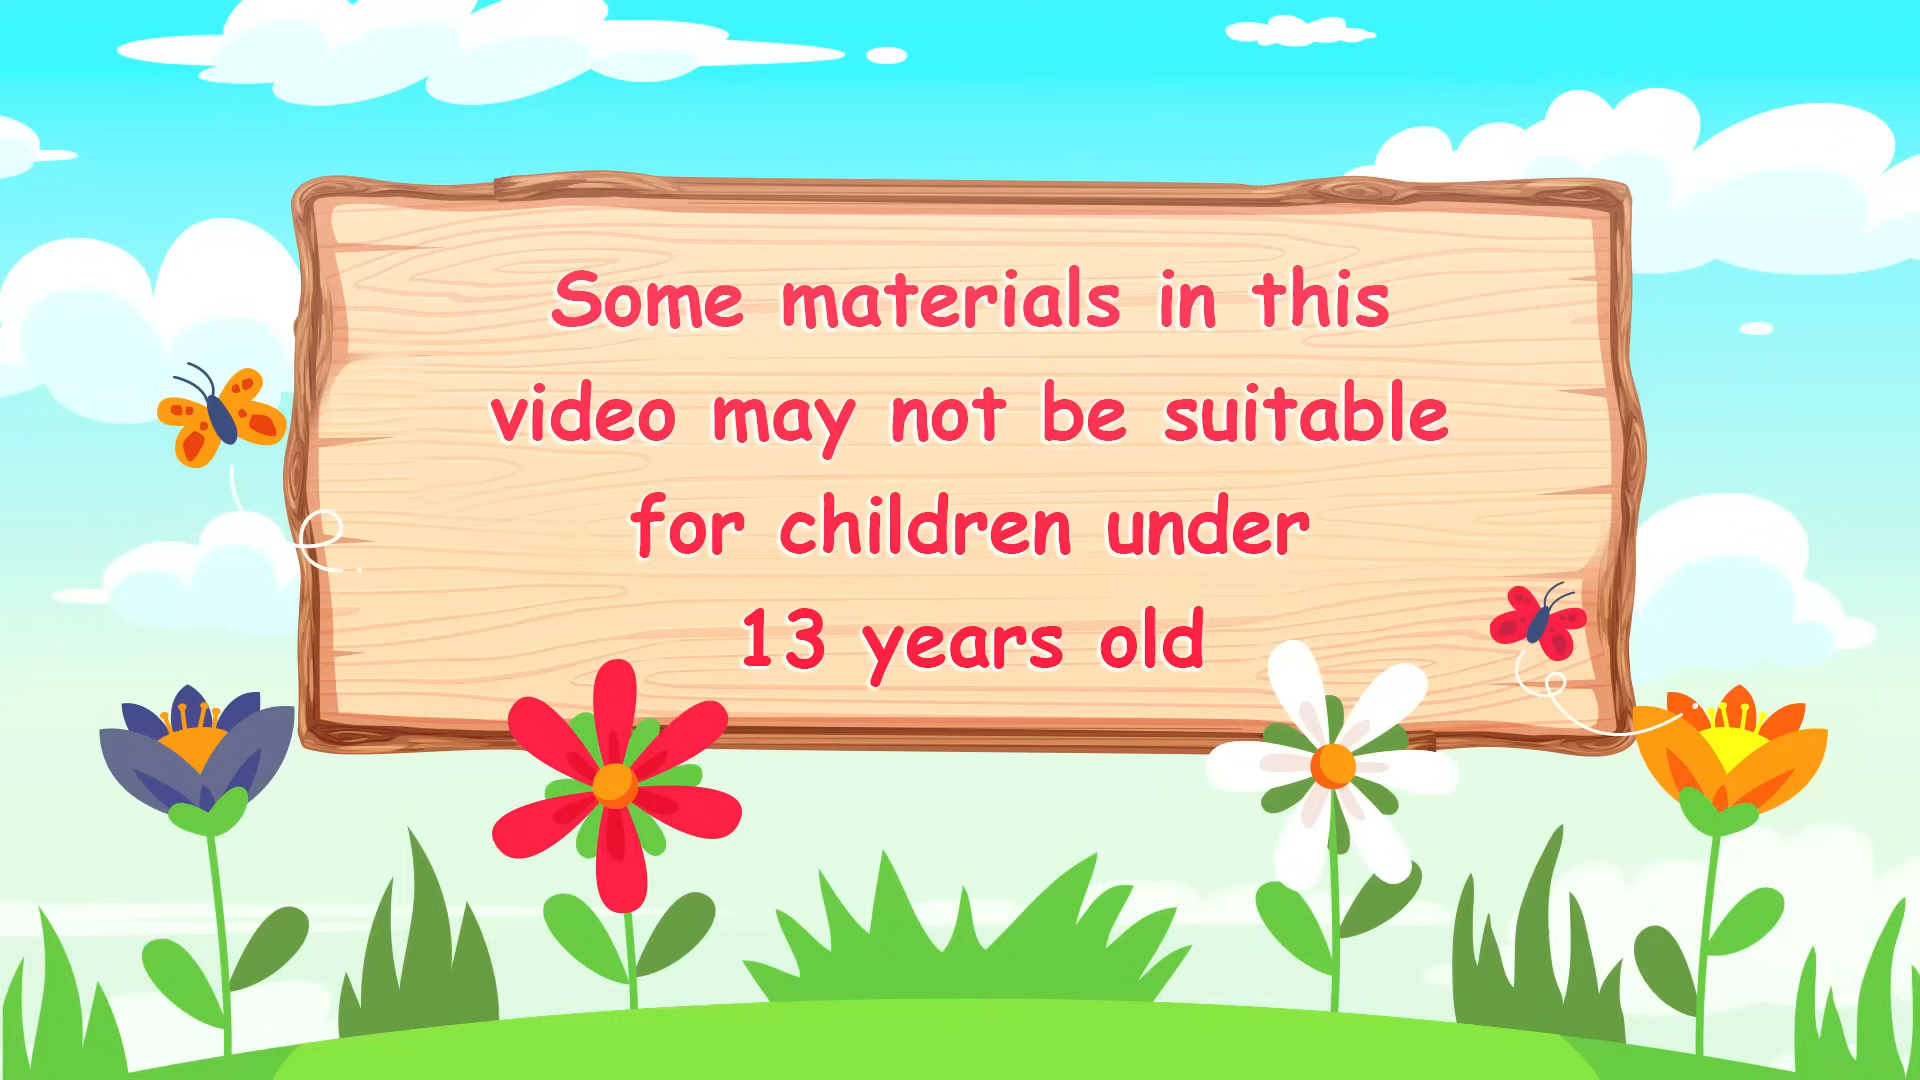 Some materials in this
video may not be suitable
for children under
13 years old